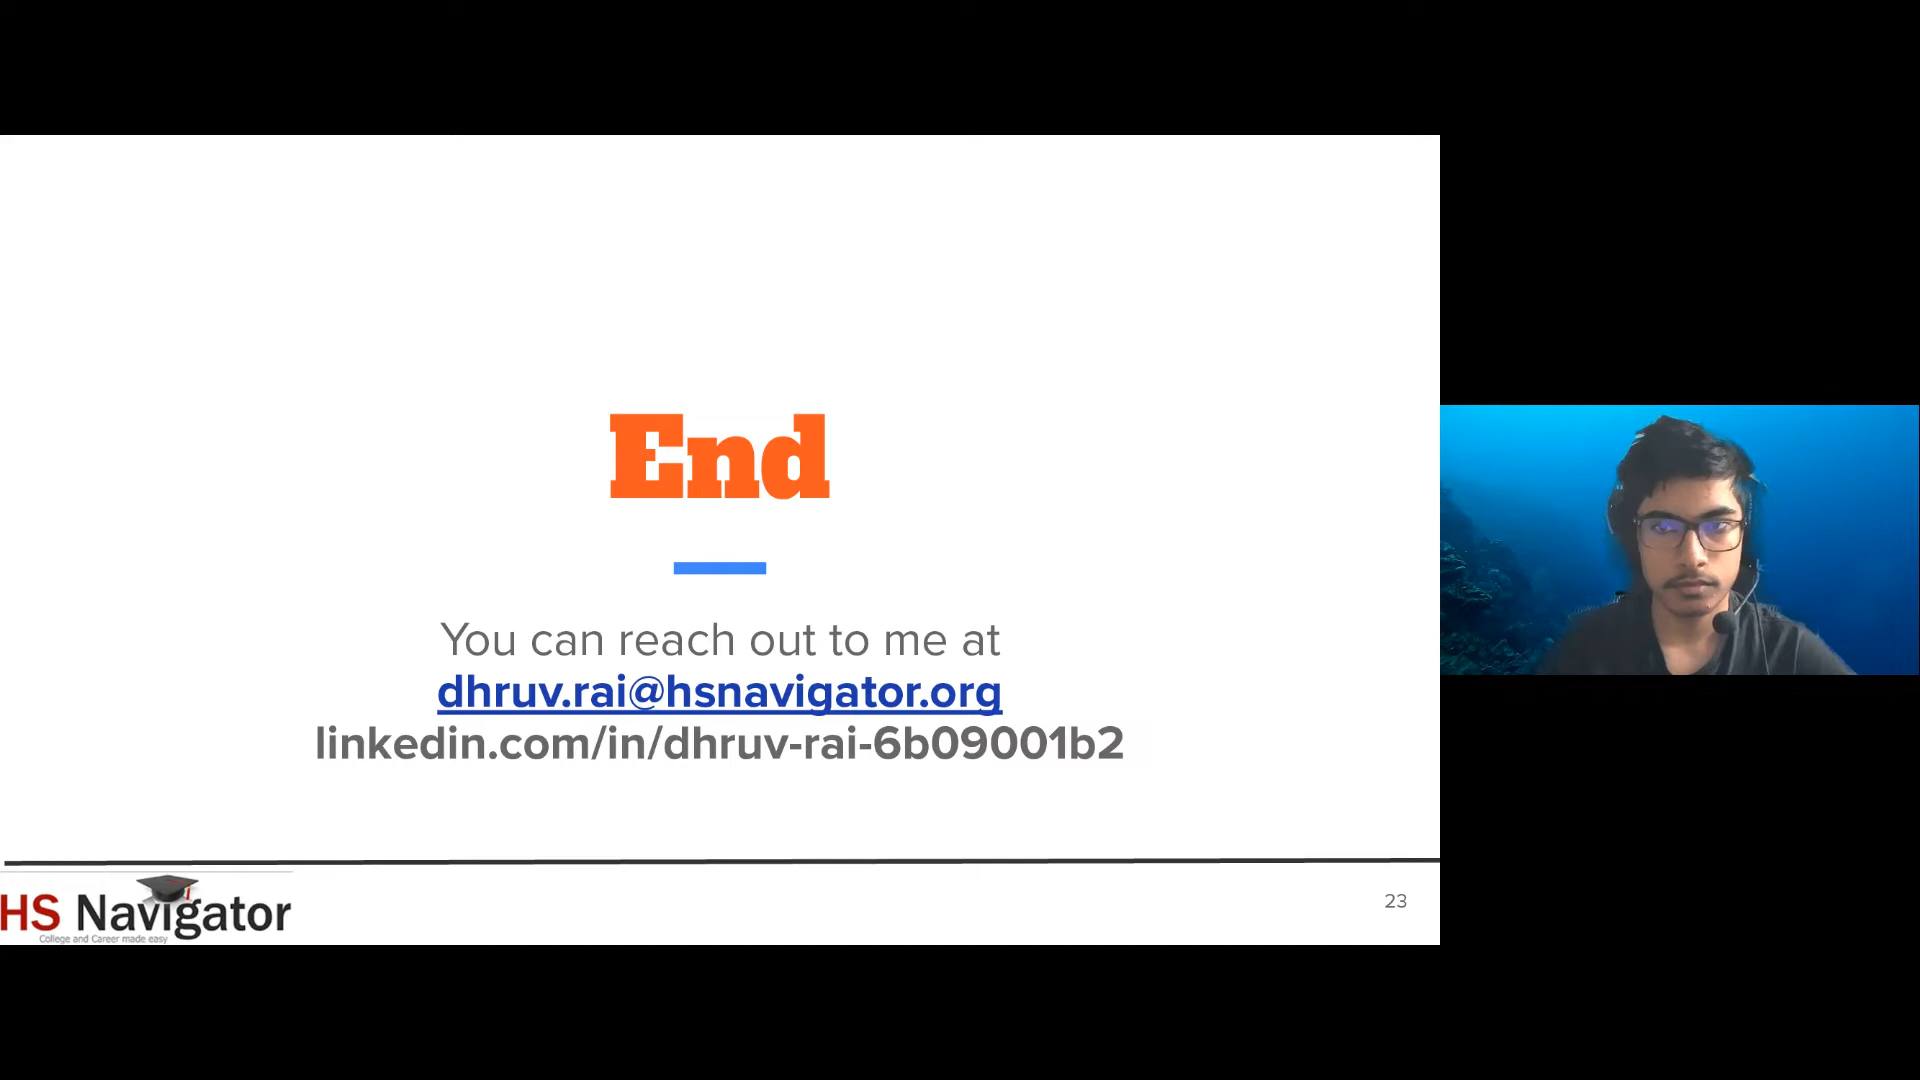 End
You can reach out to me at
dhruv.rai@hsnavigator.org
linkedin.com/in/dhruv-rai-6b09001b2
HS Navigator
College and Career made easy
23